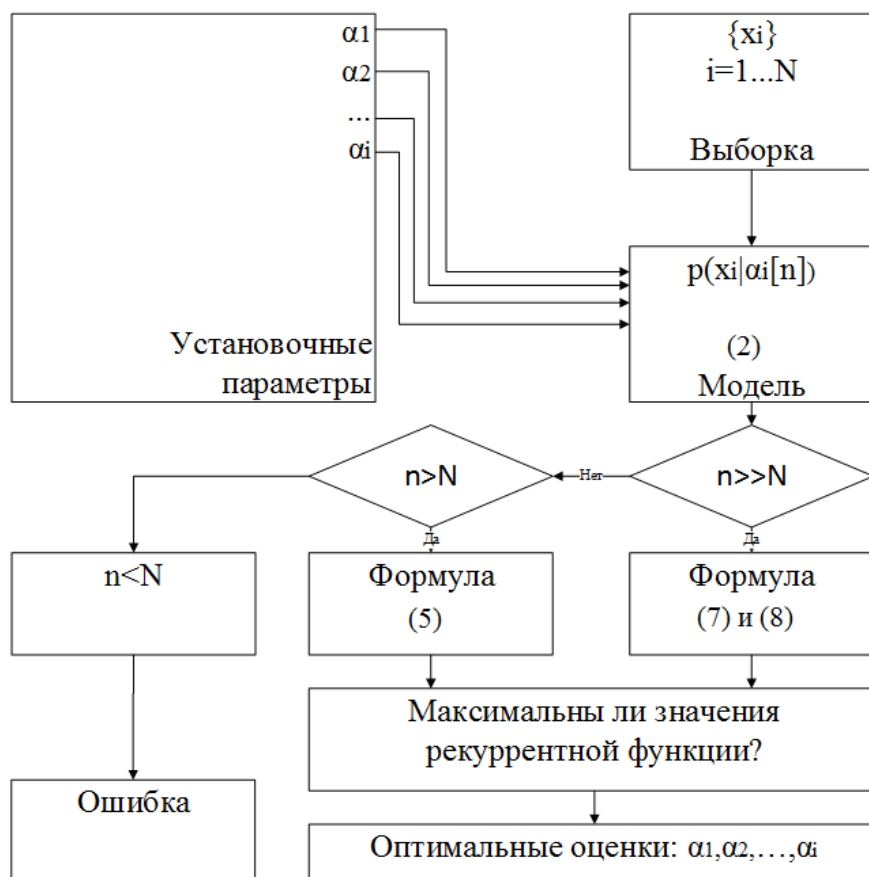 α1
α2
...
αi
Установочные
параметры
{xi}
i=1...N
Выборка
p(xi|αi[n])
(2)
Модель
n>N
Нет
n>>N
Да
Да
n<N
Формула
(5)
Формула
(7) и (8)
Максимальны ли значения
рекуррентной функции?
Ошибка
Оптимальные оценки: α1,α2,...,αi